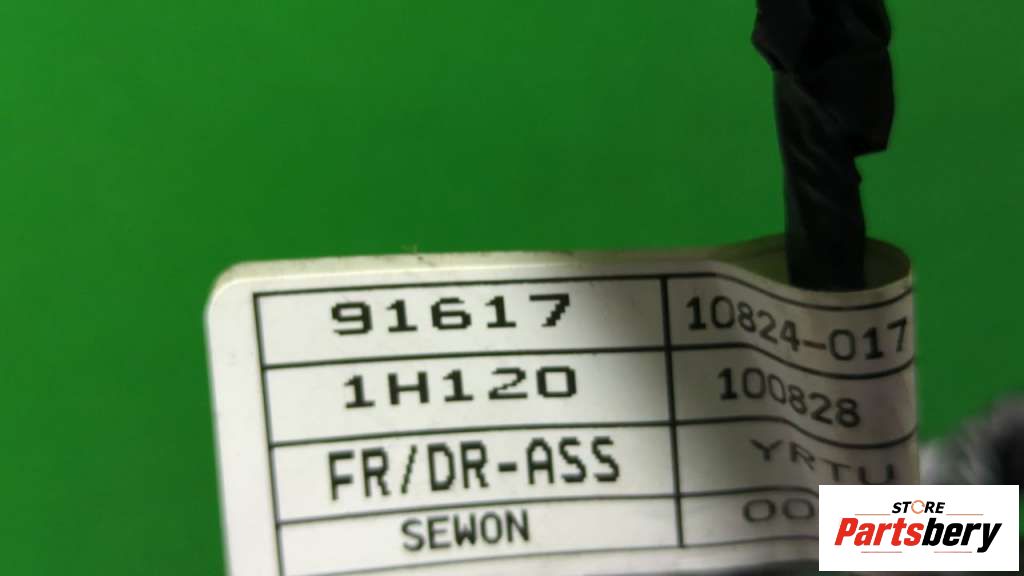 91617 10824-017
1H120 100828
FR/DR-ASS YRTU
SEWON
STORE
Partsbery